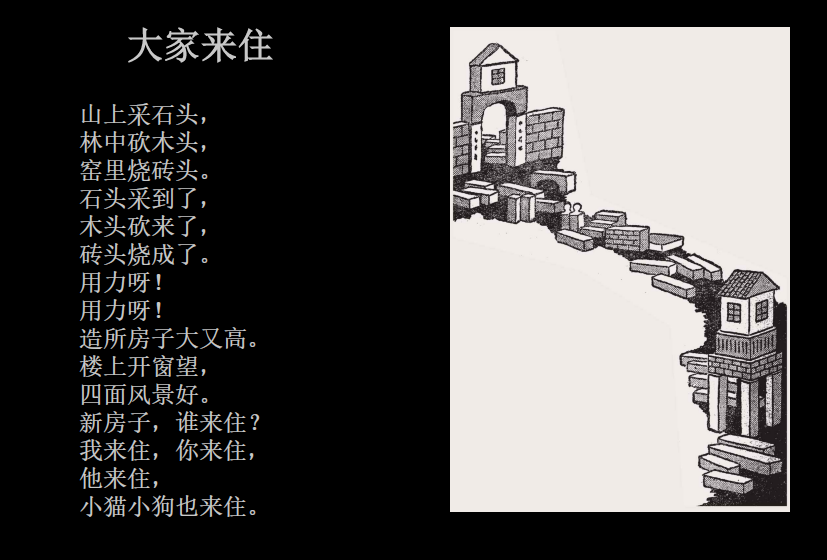 大家来住
山上采石头，
林中砍木头，
窑里烧砖头。
石头采到了，
木头砍来了，
砖头烧成了。
用力呀！
用力呀！
造所房子大又高。
楼上开窗望，
四面风景好。
新房子，谁来住？
我来住，你来住，
他来住，
小猫小狗也来住。